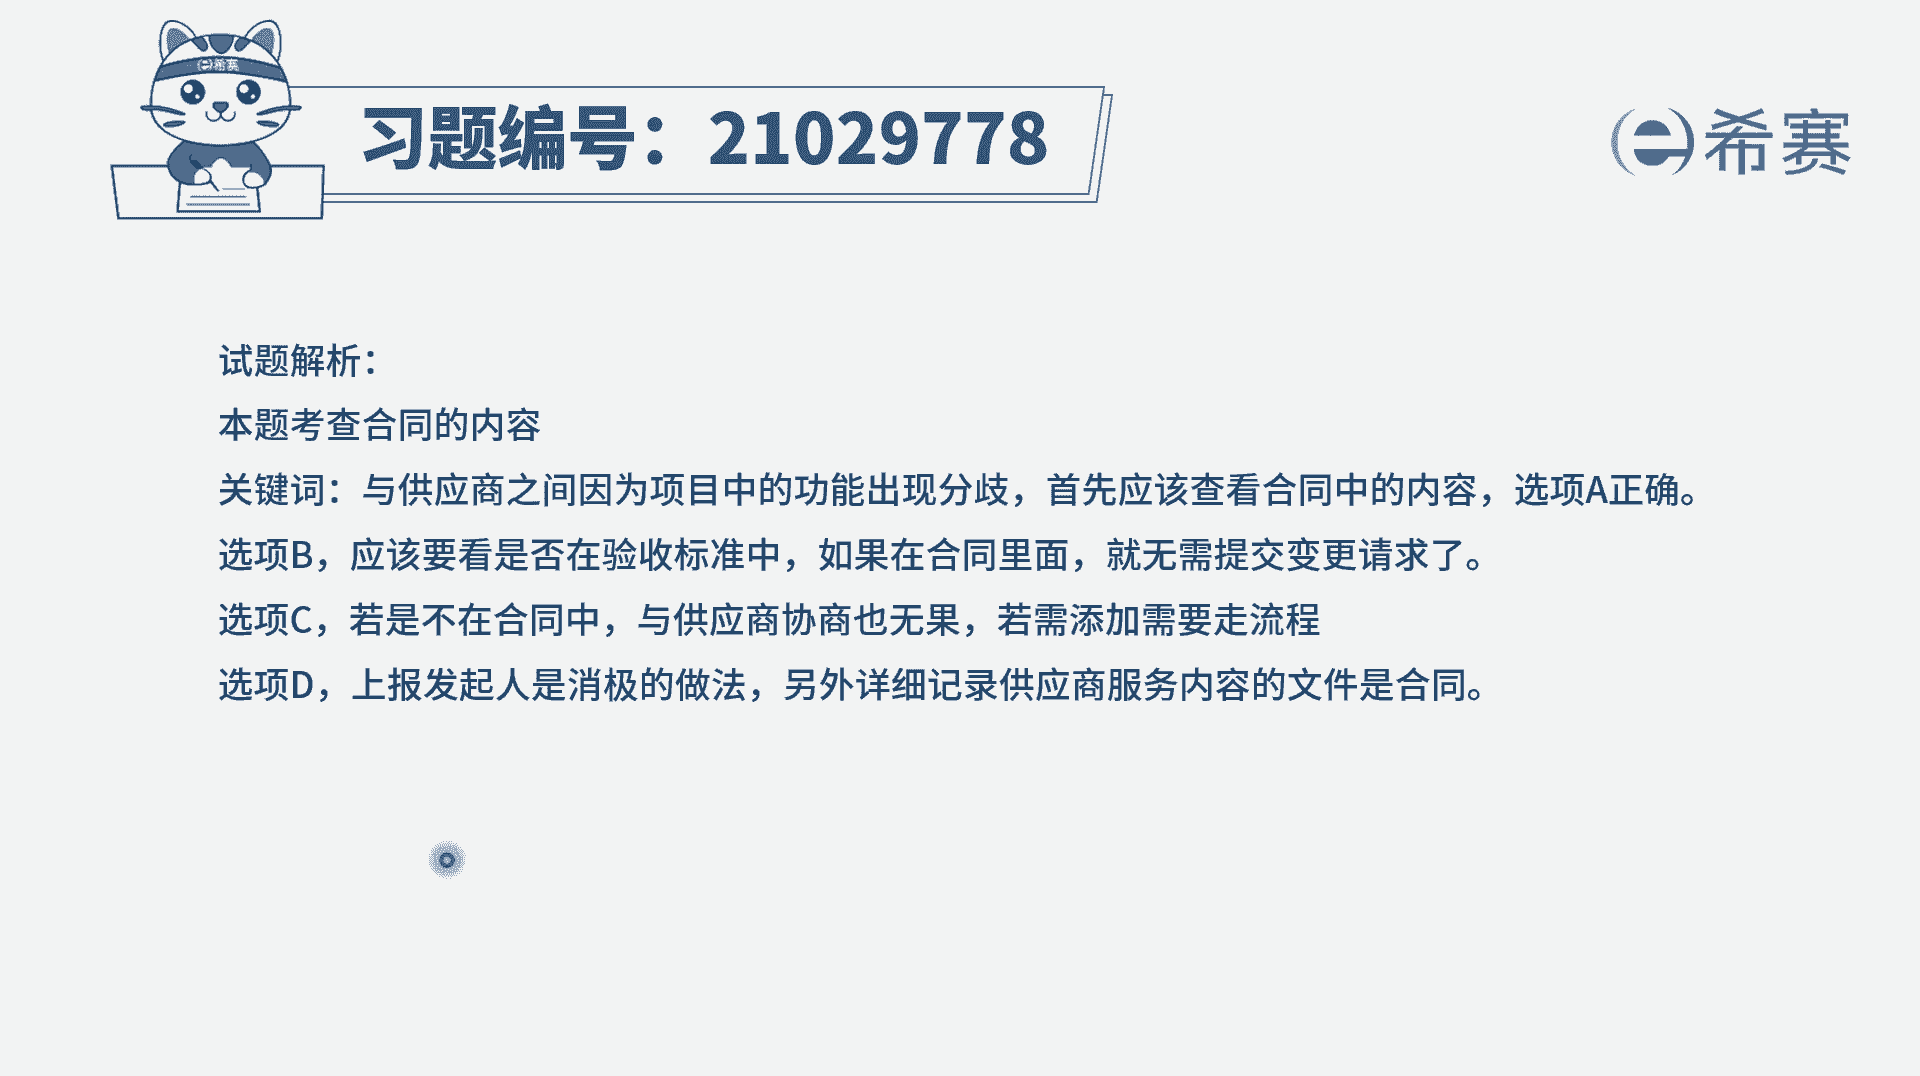 希赛
习题编号：21029778
希赛
试题解析：
本题考查合同的内容
关键词：与供应商之间因为项目中的功能出现分歧，首先应该查看合同中的内容，选项A正确。
选项B，应该要看是否在验收标准中，如果在合同里面，就无需提交变更请求了。
选项C，若是不在合同中，与供应商协商也无果，若需添加需要走流程
选项D，上报发起人是消极的做法，另外详细记录供应商服务内容的文件是合同。